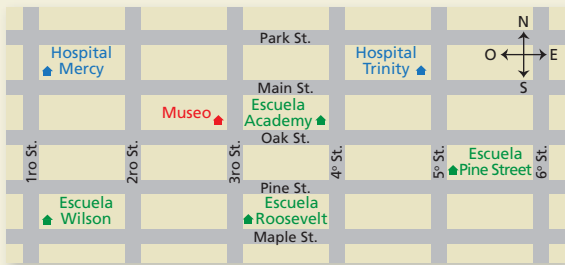 Park St.
N
Hospital
Mercy
Hospital
Trinity
O
E
S
Main St.
Museo
Escuela
Academy
Oak St.
1ro St.
2ro St.
3ro St.
4º St.
5º St.
6º St.
Escuela
Pine Street
Pine St.
Escuela
Wilson
Escuela
Roosevelt
Maple St.